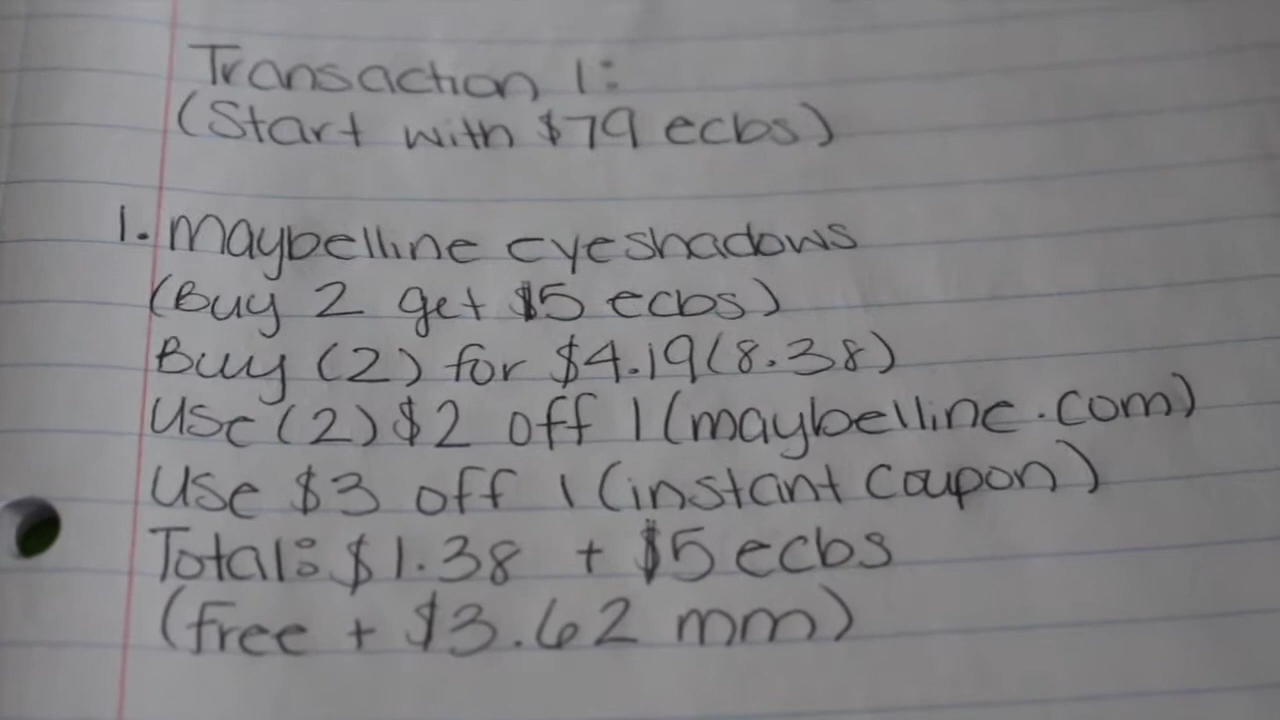 Transaction 1:
(Start with $79 ecbs)
1. Maybelline eyeshadows
(Buy 2 get $5 ecbs)
Buy (2) for $4.19(8.38)
Use (2) $2 off 1 (maybelline.com)
Use $3 off 1 (instant coupon)
Total: $1.38 + $5 ecbs
(free + $3.62 mm)